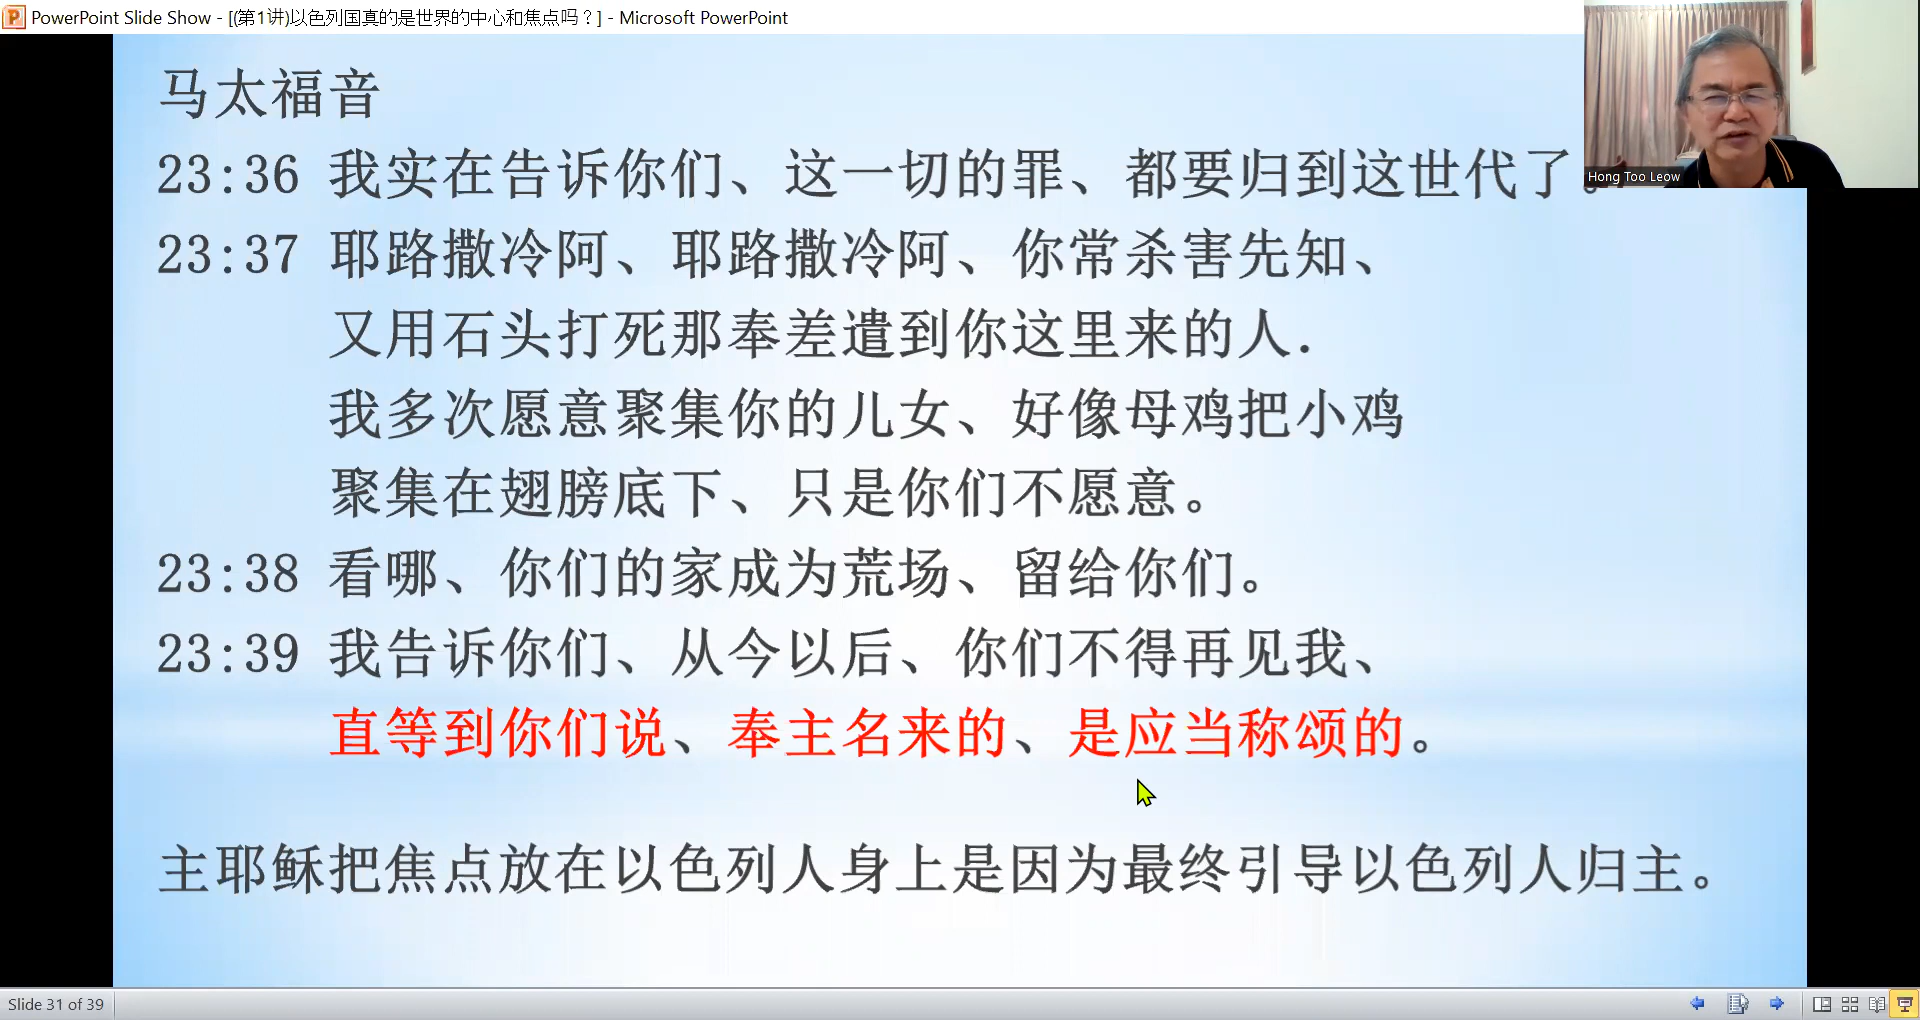 PowerPoint Slide Show - [(第1讲)以色列国真的是世界的中心和焦点吗？] - Microsoft PowerPoint
马太福音
23:36 我实在告诉你们、这一切的罪、都要归到这世代了。
Hong Too Leow
23:37 耶路撒冷阿、耶路撒冷阿、你常杀害先知、
又用石头打死那奉差遣到你这里来的人.
我多次愿意聚集你的儿女、好像母鸡把小鸡
聚集在翅膀底下、只是你们不愿意。
23:38 看哪、你们的家成为荒场、留给你们。
23:39 我告诉你们、从今以后、你们不得再见我、
直等到你们说、奉主名来的、是应当称颂的。
主耶稣把焦点放在以色列人身上是因为最终引导以色列人归主。
Slide 31 of 39